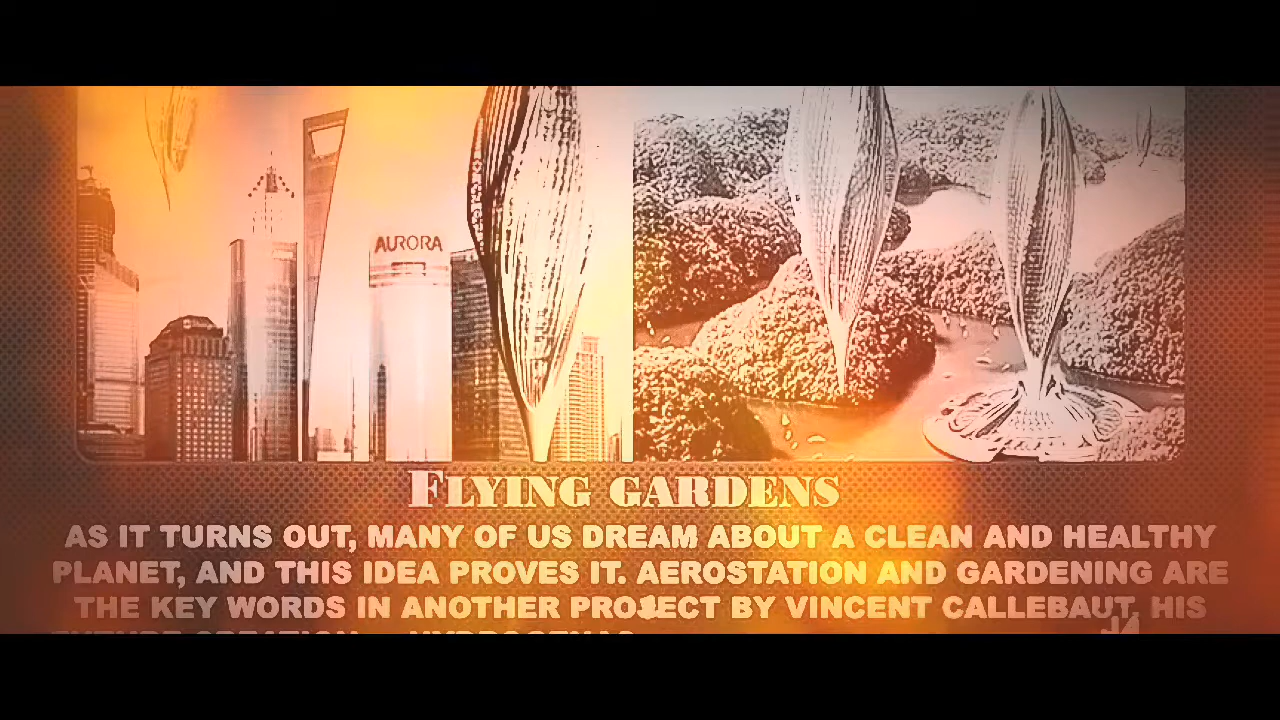 AURORA
FLYING GARDENS
AS IT TURNS OUT, MANY OF US DREAM ABOUT A CLEAN AND HEALTHY
PLANET, AND THIS IDEA PROVES IT. AEROSTATION AND GARDENING ARE
THE KEY WORDS IN ANOTHER PROJECT BY VINCENT CALLEBAUT, HIS